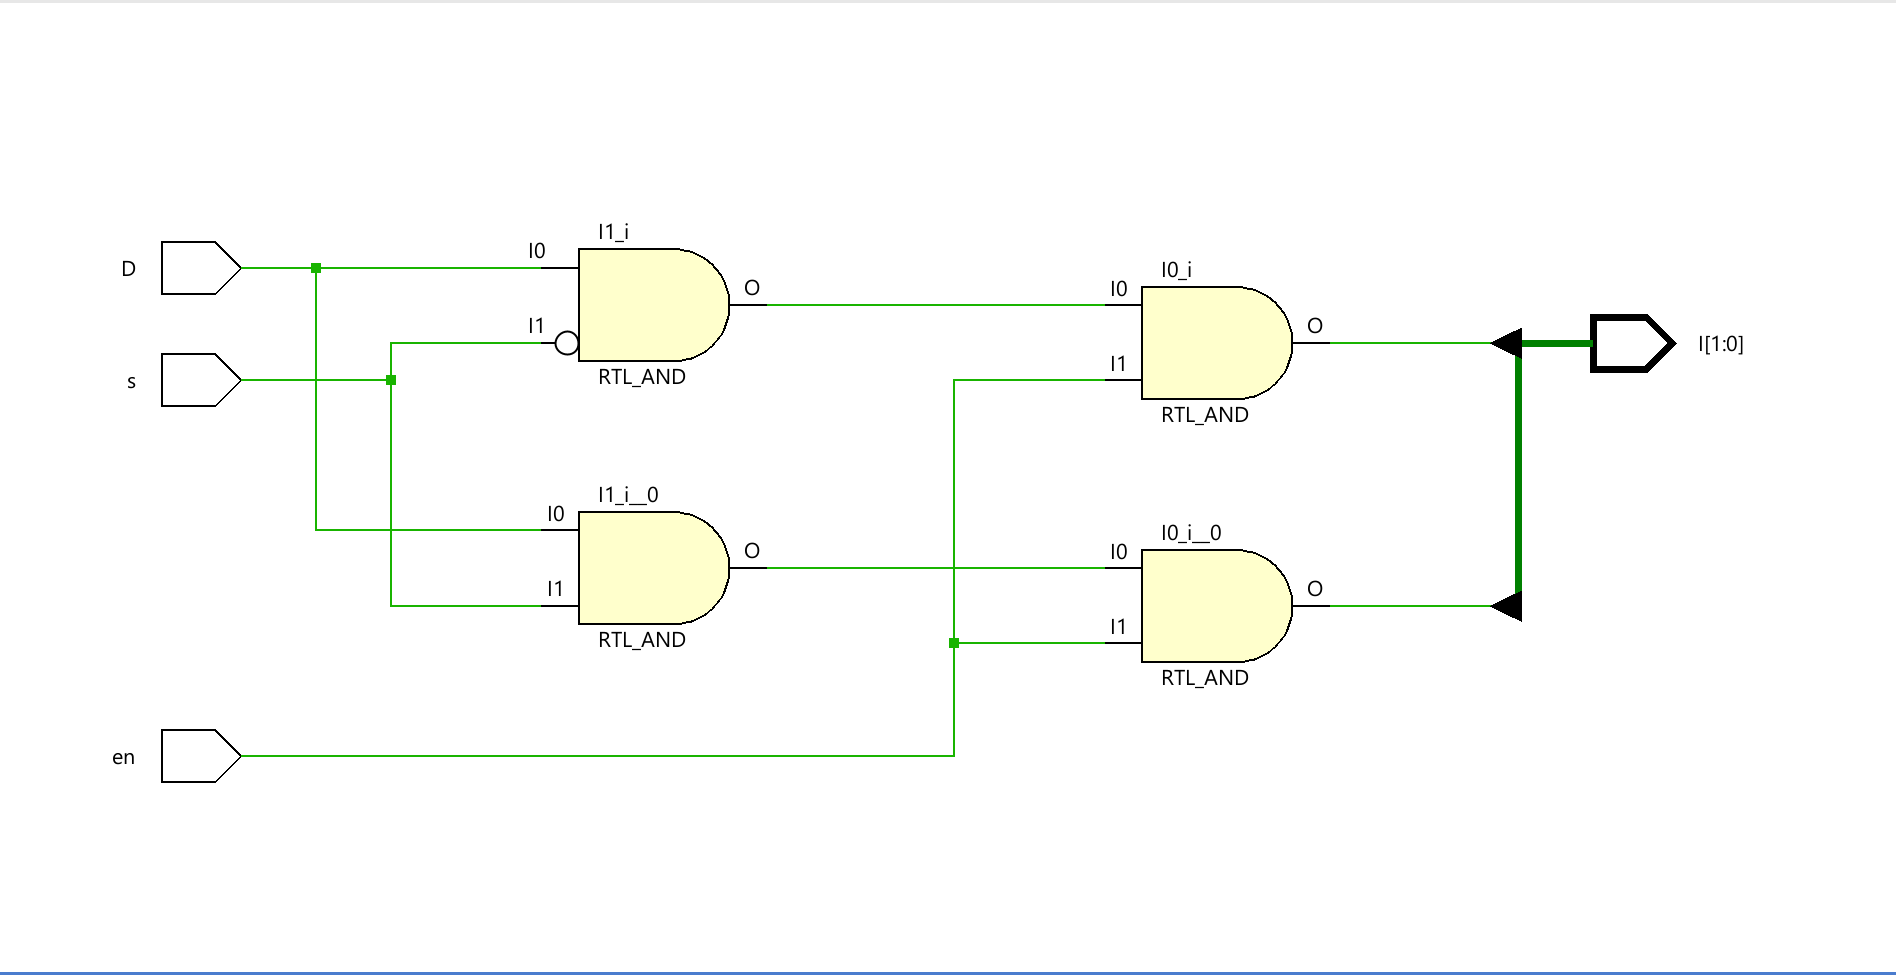 D
s
en
I1_i
I0
I1
O
RTL_AND
I1_i__0
I0
I1
O
RTL_AND
I0_i
I0
I1
O
RTL_AND
I0_i__0
I0
I1
O
RTL_AND
I[1:0]